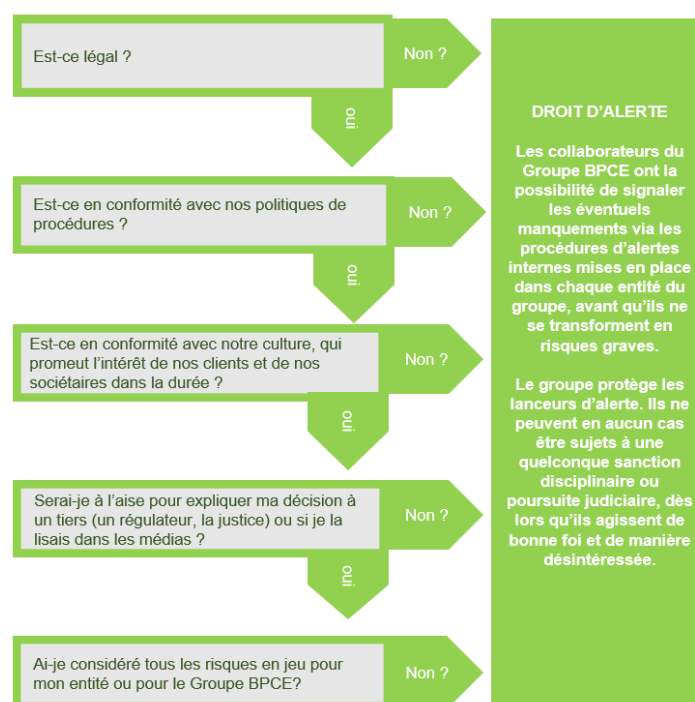 Est-ce légal ?
Non ?
oui
Est-ce en conformité avec nos politiques de
procédures ?
Non ?
oui
Est-ce en conformité avec notre culture, qui
promeut l’intérêt de nos clients et de nos
sociétaires dans la durée ?
Non ?
oui
Serai-je à l’aise pour expliquer ma décision à
un tiers (un régulateur, la justice) ou si je la
lisais dans les médias ?
Non ?
oui
Ai-je considéré tous les risques en jeu pour
mon entité ou pour le Groupe BPCE?
Non ?
DROIT D’ALERTE
Les collaborateurs du
Groupe BPCE ont la
possibilité de signaler
les éventuels
manquements via les
procédures d’alertes
internes mises en place
dans chaque entité du
groupe, avant qu’ils ne
se transforment en
risques graves.
Le groupe protège les
lanceurs d’alerte. Ils ne
peuvent en aucun cas
être sujets à une
quelconque sanction
disciplinaire ou
poursuite judiciaire, dès
lors qu’ils agissent de
bonne foi et de manière
désintéressée.